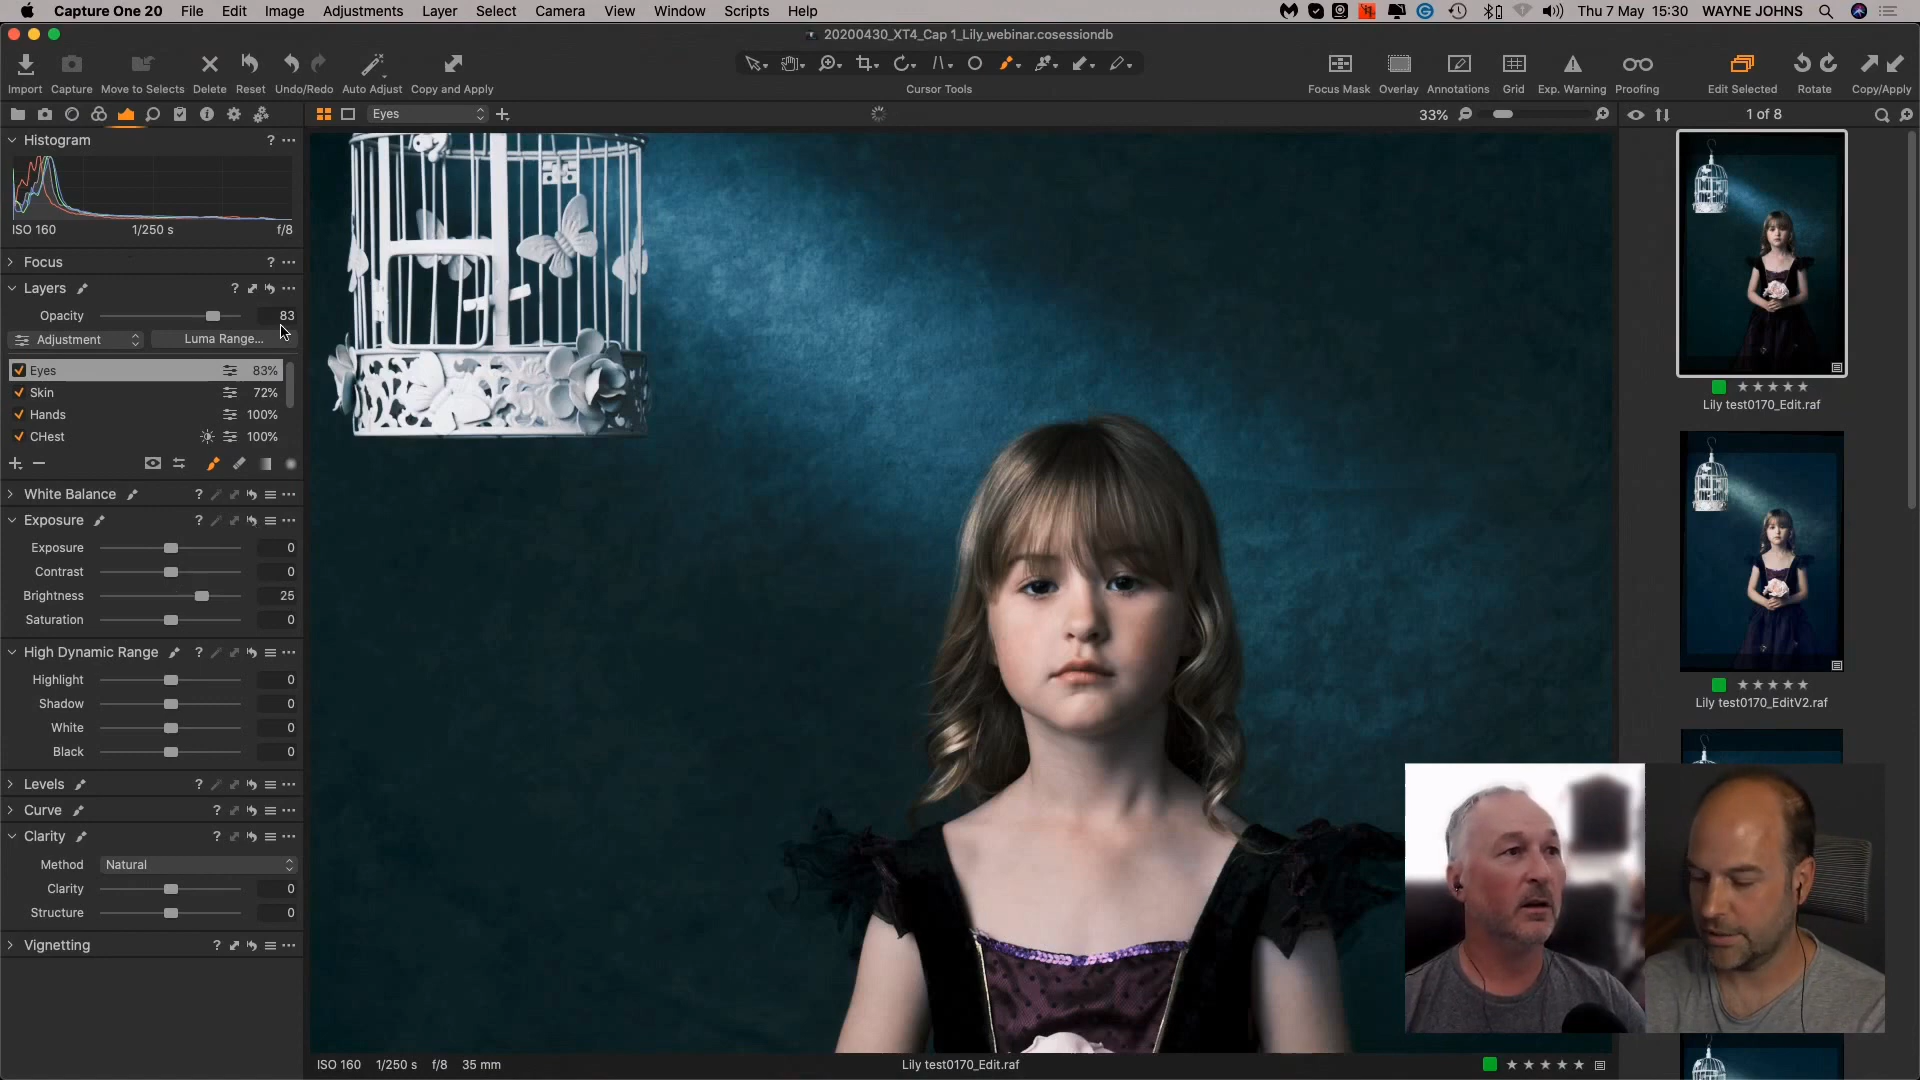 Capture One 20 File Edit Image Adjustments Layer Select Camera View Window Scripts Help Thu 7 May 15:30 WAYNE JOHNS
20200430_XT4_Cap 1_Lily_webinar.cosessiondb
Import Capture Move to Selects Delete Reset Undo/Redo Auto Adjust Copy and Apply Cursor Tools Focus Mask Overlay Annotations Grid Exp. Warning Proofing Edit Selected Rotate Copy/Apply
Eyes 33% 1 of 8
Histogram ?
ISO 160 1/250 s f/8
Focus ?
Layers ?
Opacity 83
Adjustment Luma Range...
Eyes 83%
Skin 72%
Hands 100%
CHest 100%
White Balance ?
Exposure ?
Exposure 0
Contrast 0
Brightness 25
Saturation 0
High Dynamic Range ?
Highlight 0
Shadow 0
White 0
Black 0
Levels ?
Curve ?
Clarity ?
Method Natural
Clarity 0
Structure 0
Vignetting ?
Lily test0170_Edit.raf
Lily test0170_EditV2.raf
ISO 160 1/250 s f/8 35 mm Lily test0170_Edit.raf